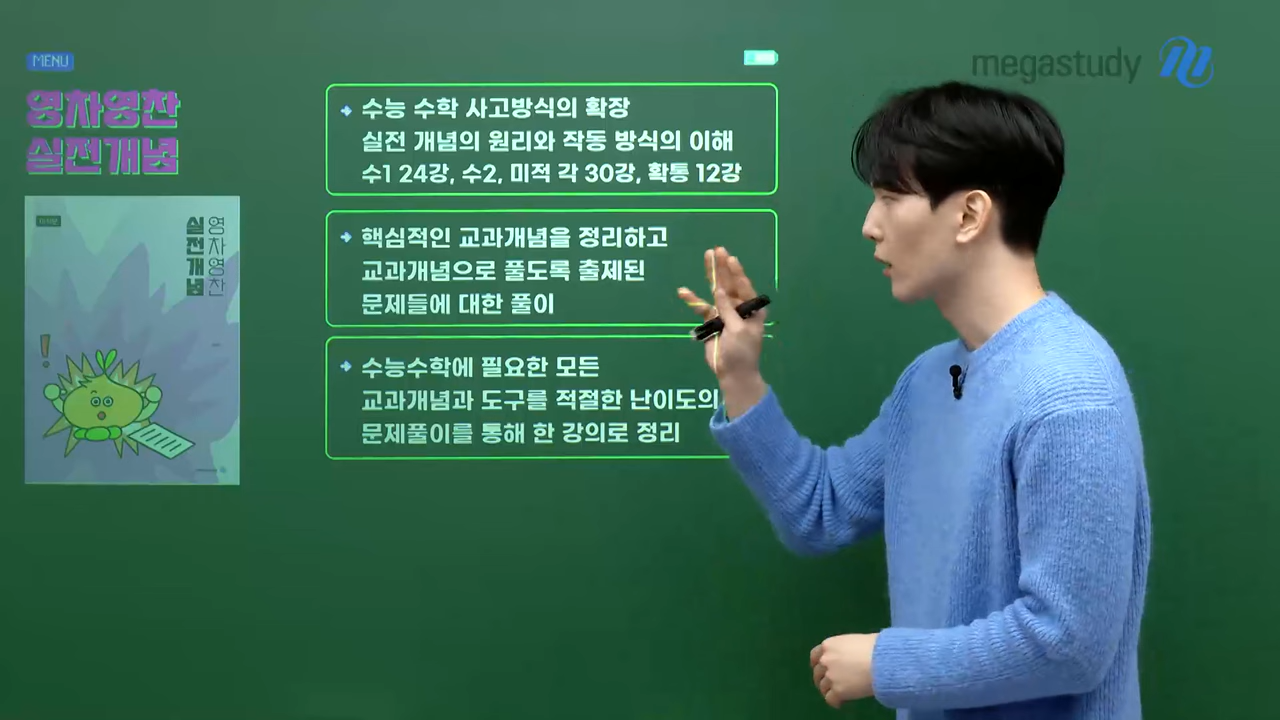 MENU
영차영찬
실전개념
영차영찬
실전개념
!
megastudy
수능 수학 사고방식의 확장
실전 개념의 원리와 작동 방식의 이해
수1 24강, 수2, 미적 각 30강, 확통 12강
핵심적인 교과개념을 정리하고
교과개념으로 풀도록 출제된
문제들에 대한 풀이
수능수학에 필요한 모든
교과개념과 도구를 적절한 난이도의
문제풀이를 통해 한 강의로 정리